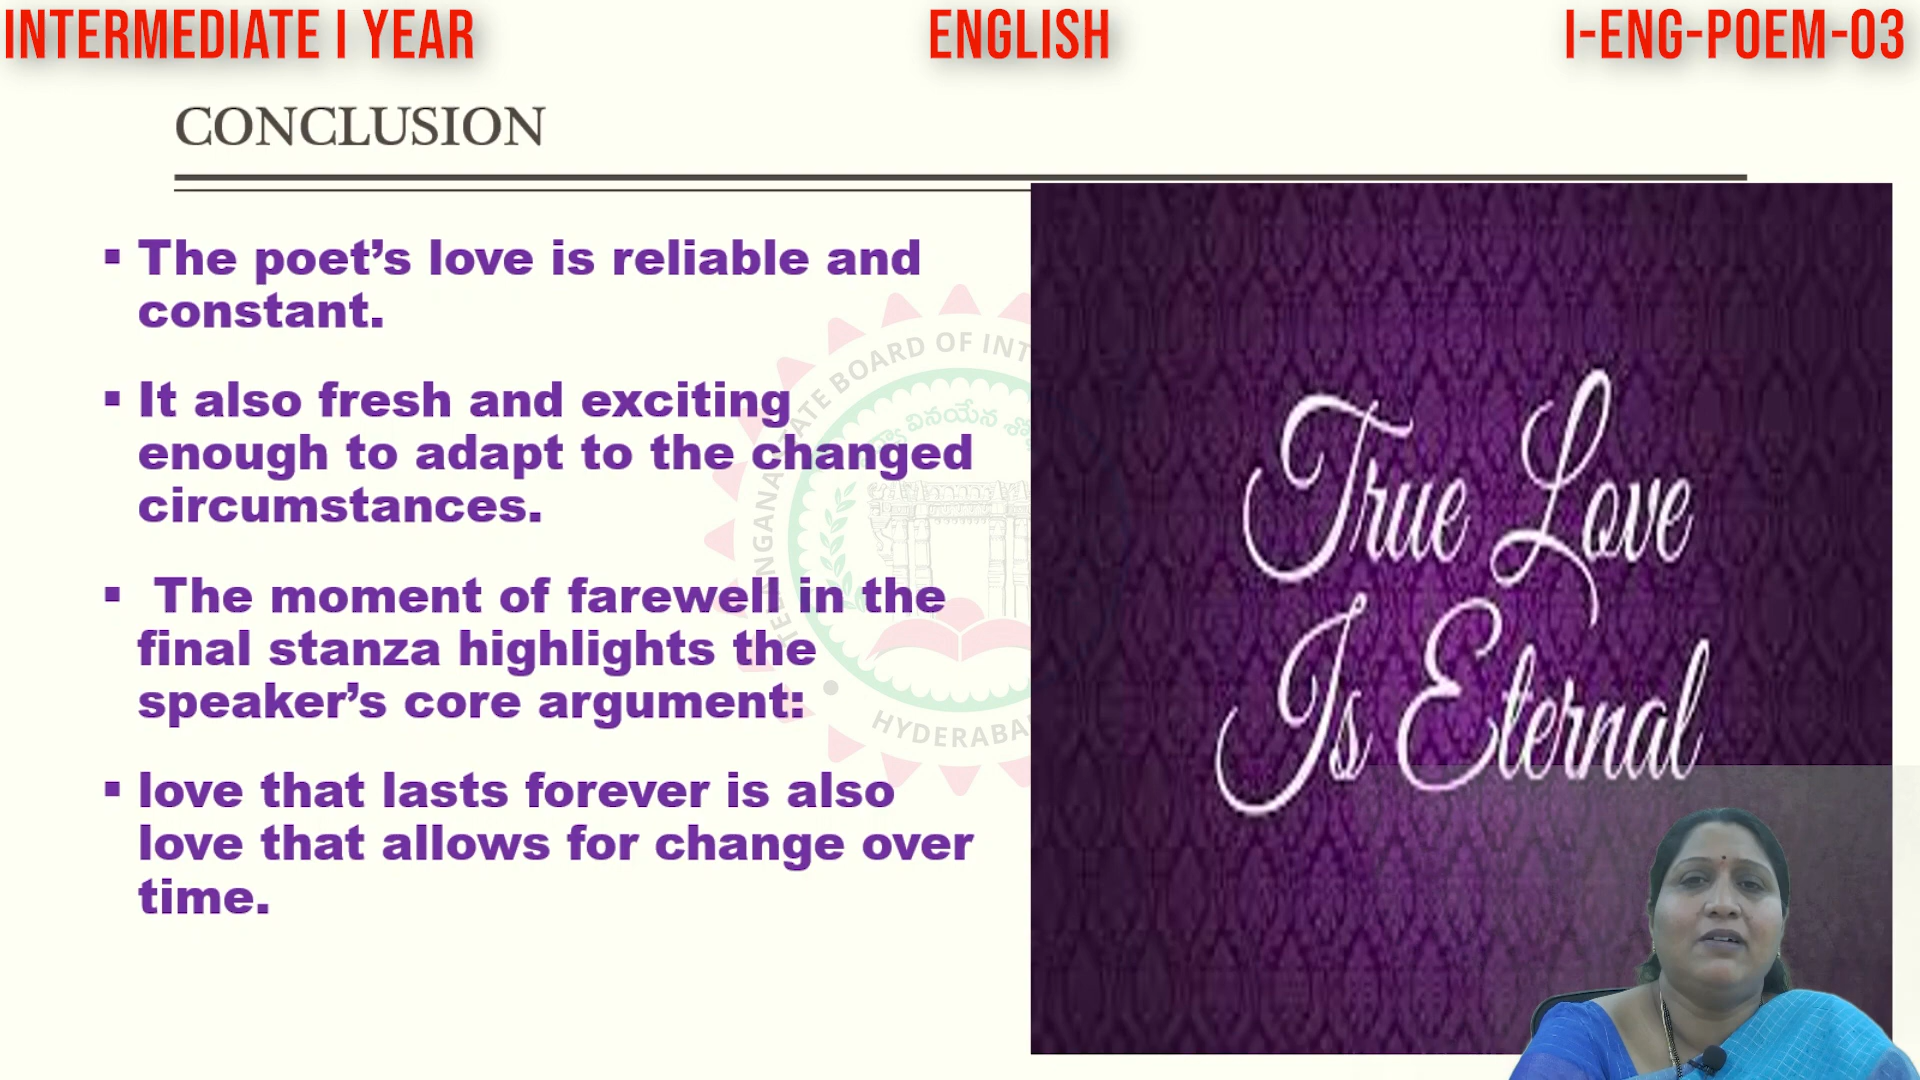 INTERMEDIATE I YEAR
ENGLISH
I-ENG-POEM-03
CONCLUSION
▪ The poet’s love is reliable and
constant.
▪ It also fresh and exciting
enough to adapt to the changed
circumstances.
▪ The moment of farewell in the
final stanza highlights the
speaker’s core argument:
▪ love that lasts forever is also
love that allows for change over
time.
True Love
Is Eternal
BOARD OF